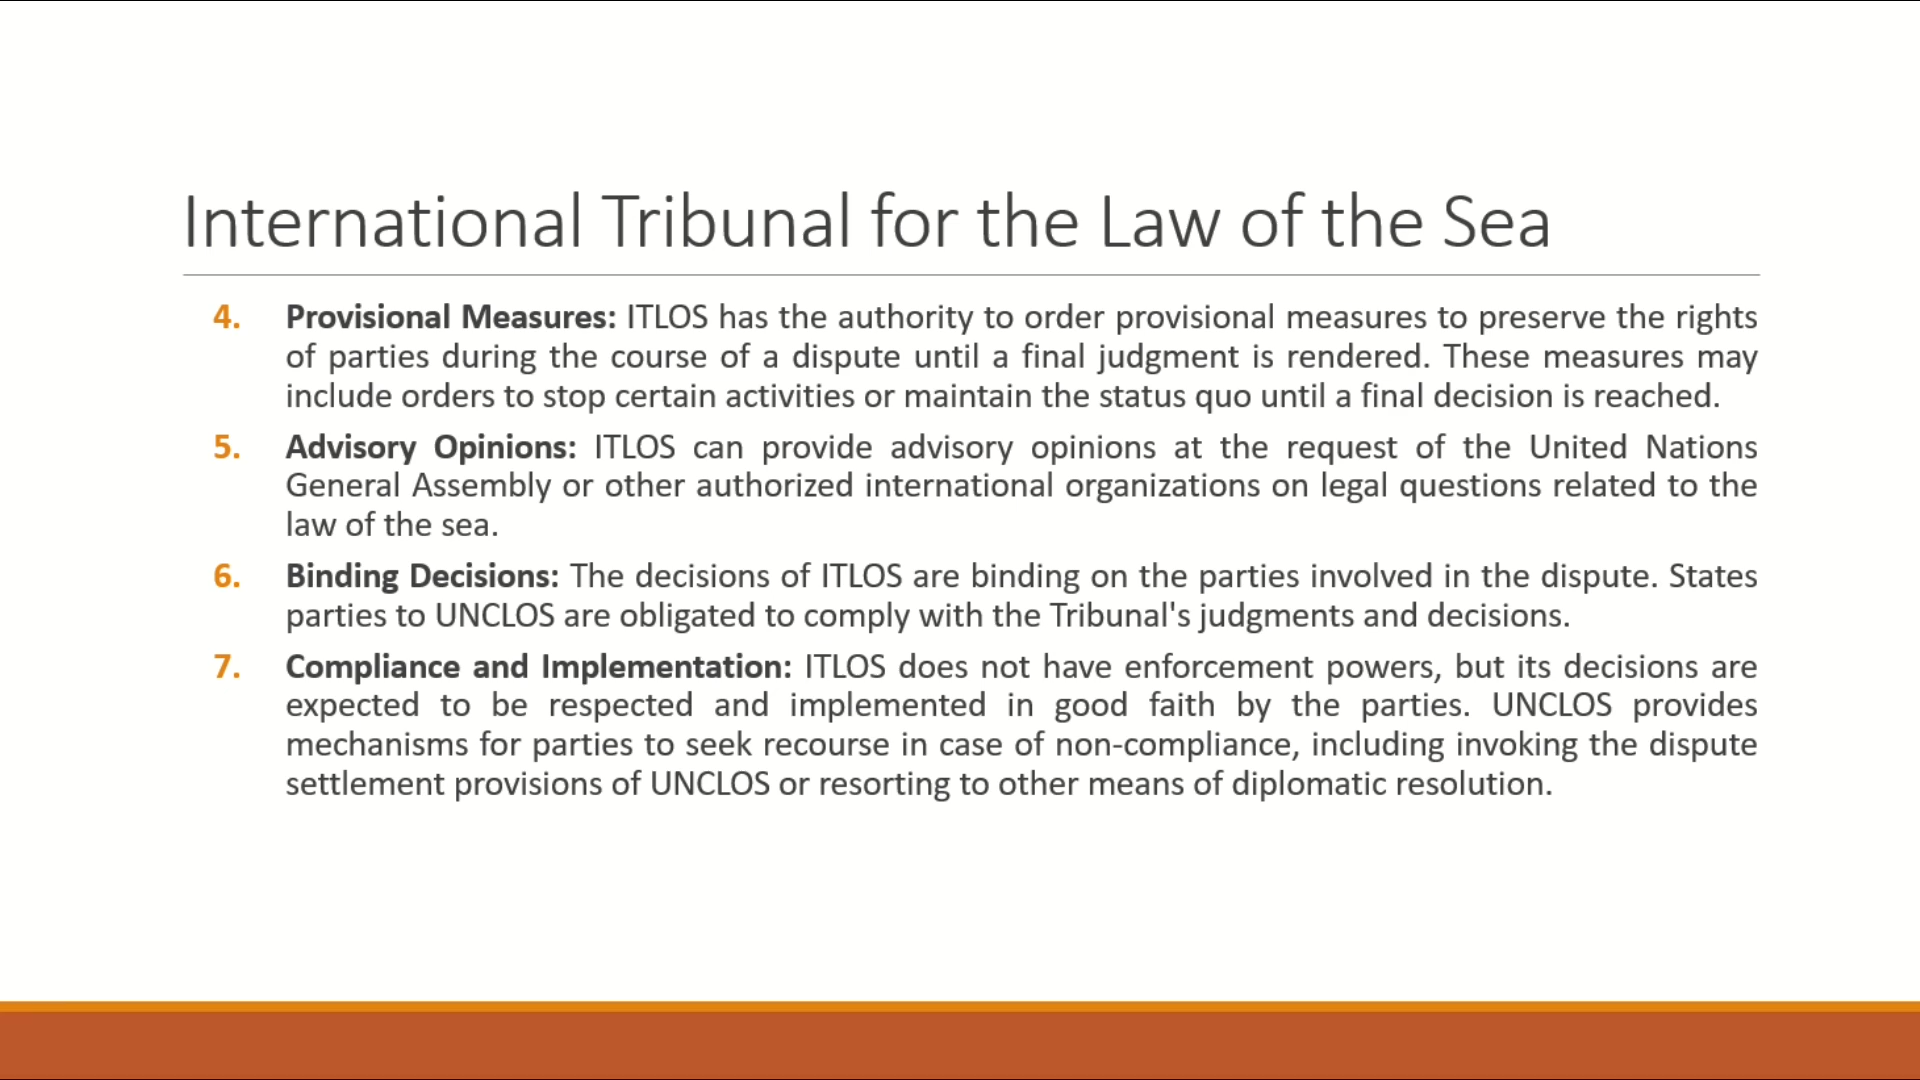 International Tribunal for the Law of the Sea
4. Provisional Measures: ITLOS has the authority to order provisional measures to preserve the rights
of parties during the course of a dispute until a final judgment is rendered. These measures may
include orders to stop certain activities or maintain the status quo until a final decision is reached.
5. Advisory Opinions: ITLOS can provide advisory opinions at the request of the United Nations
General Assembly or other authorized international organizations on legal questions related to the
law of the sea.
6. Binding Decisions: The decisions of ITLOS are binding on the parties involved in the dispute. States
parties to UNCLOS are obligated to comply with the Tribunal's judgments and decisions.
7. Compliance and Implementation: ITLOS does not have enforcement powers, but its decisions are
expected to be respected and implemented in good faith by the parties. UNCLOS provides
mechanisms for parties to seek recourse in case of non-compliance, including invoking the dispute
settlement provisions of UNCLOS or resorting to other means of diplomatic resolution.